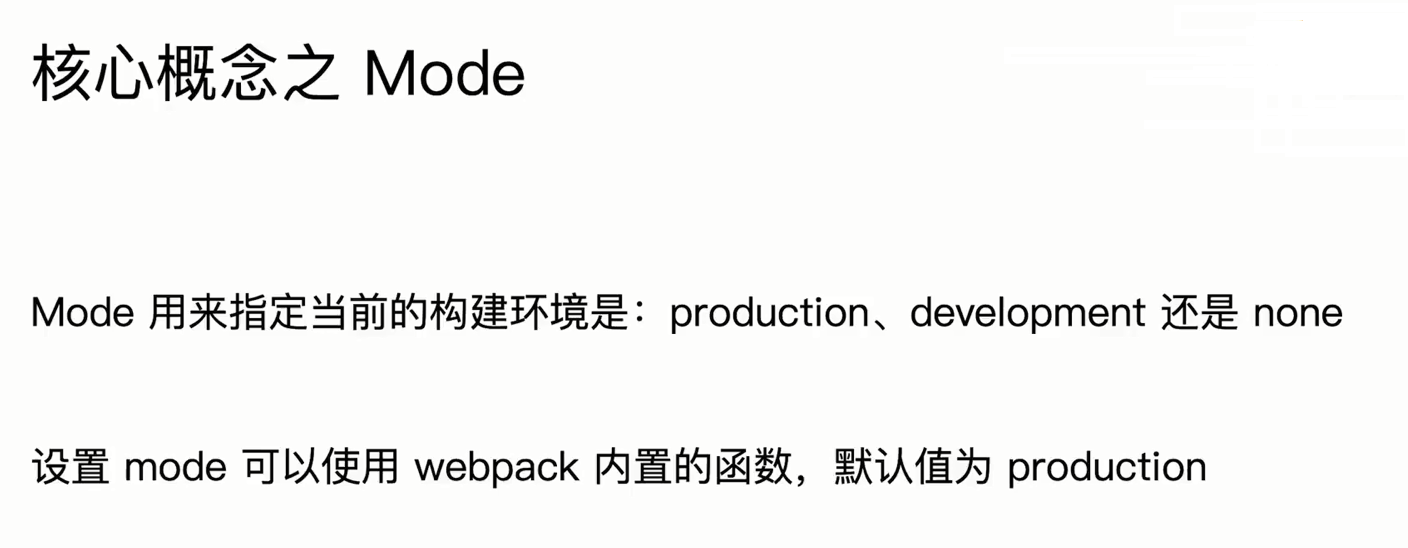 核心概念之 Mode
Mode 用来指定当前的构建环境是：production、development 还是 none
设置 mode 可以使用 webpack 内置的函数，默认值为 production